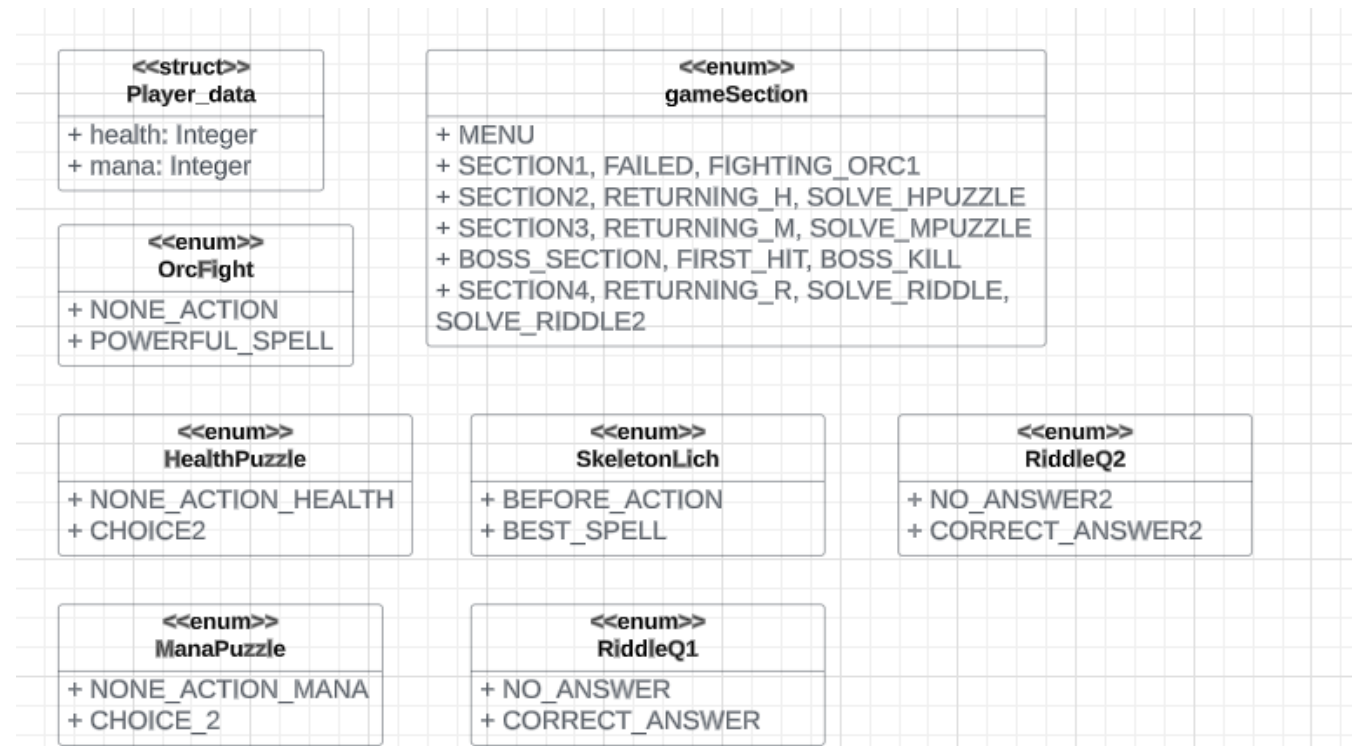 <<struct>>
Player_data
+ health: Integer
+ mana: Integer
<<enum>>
gameSection
+ MENU
+ SECTION1, FAILED, FIGHTING_ORC1
+ SECTION2, RETURNING_H, SOLVE_HPUZZLE
+ SECTION3, RETURNING_M, SOLVE_MPUZZLE
+ BOSS_SECTION, FIRST_HIT, BOSS_KILL
+ SECTION4, RETURNING_R, SOLVE_RIDDLE,
SOLVE_RIDDLE2
<<enum>>
OrcFight
+ NONE_ACTION
+ POWERFUL_SPELL
<<enum>>
HealthPuzzle
+ NONE_ACTION_HEALTH
+ CHOICE2
<<enum>>
SkeletonLich
+ BEFORE_ACTION
+ BEST_SPELL
<<enum>>
RiddleQ2
+ NO_ANSWER2
+ CORRECT_ANSWER2
<<enum>>
ManaPuzzle
+ NONE_ACTION_MANA
+ CHOICE_2
<<enum>>
RiddleQ1
+ NO_ANSWER
+ CORRECT_ANSWER